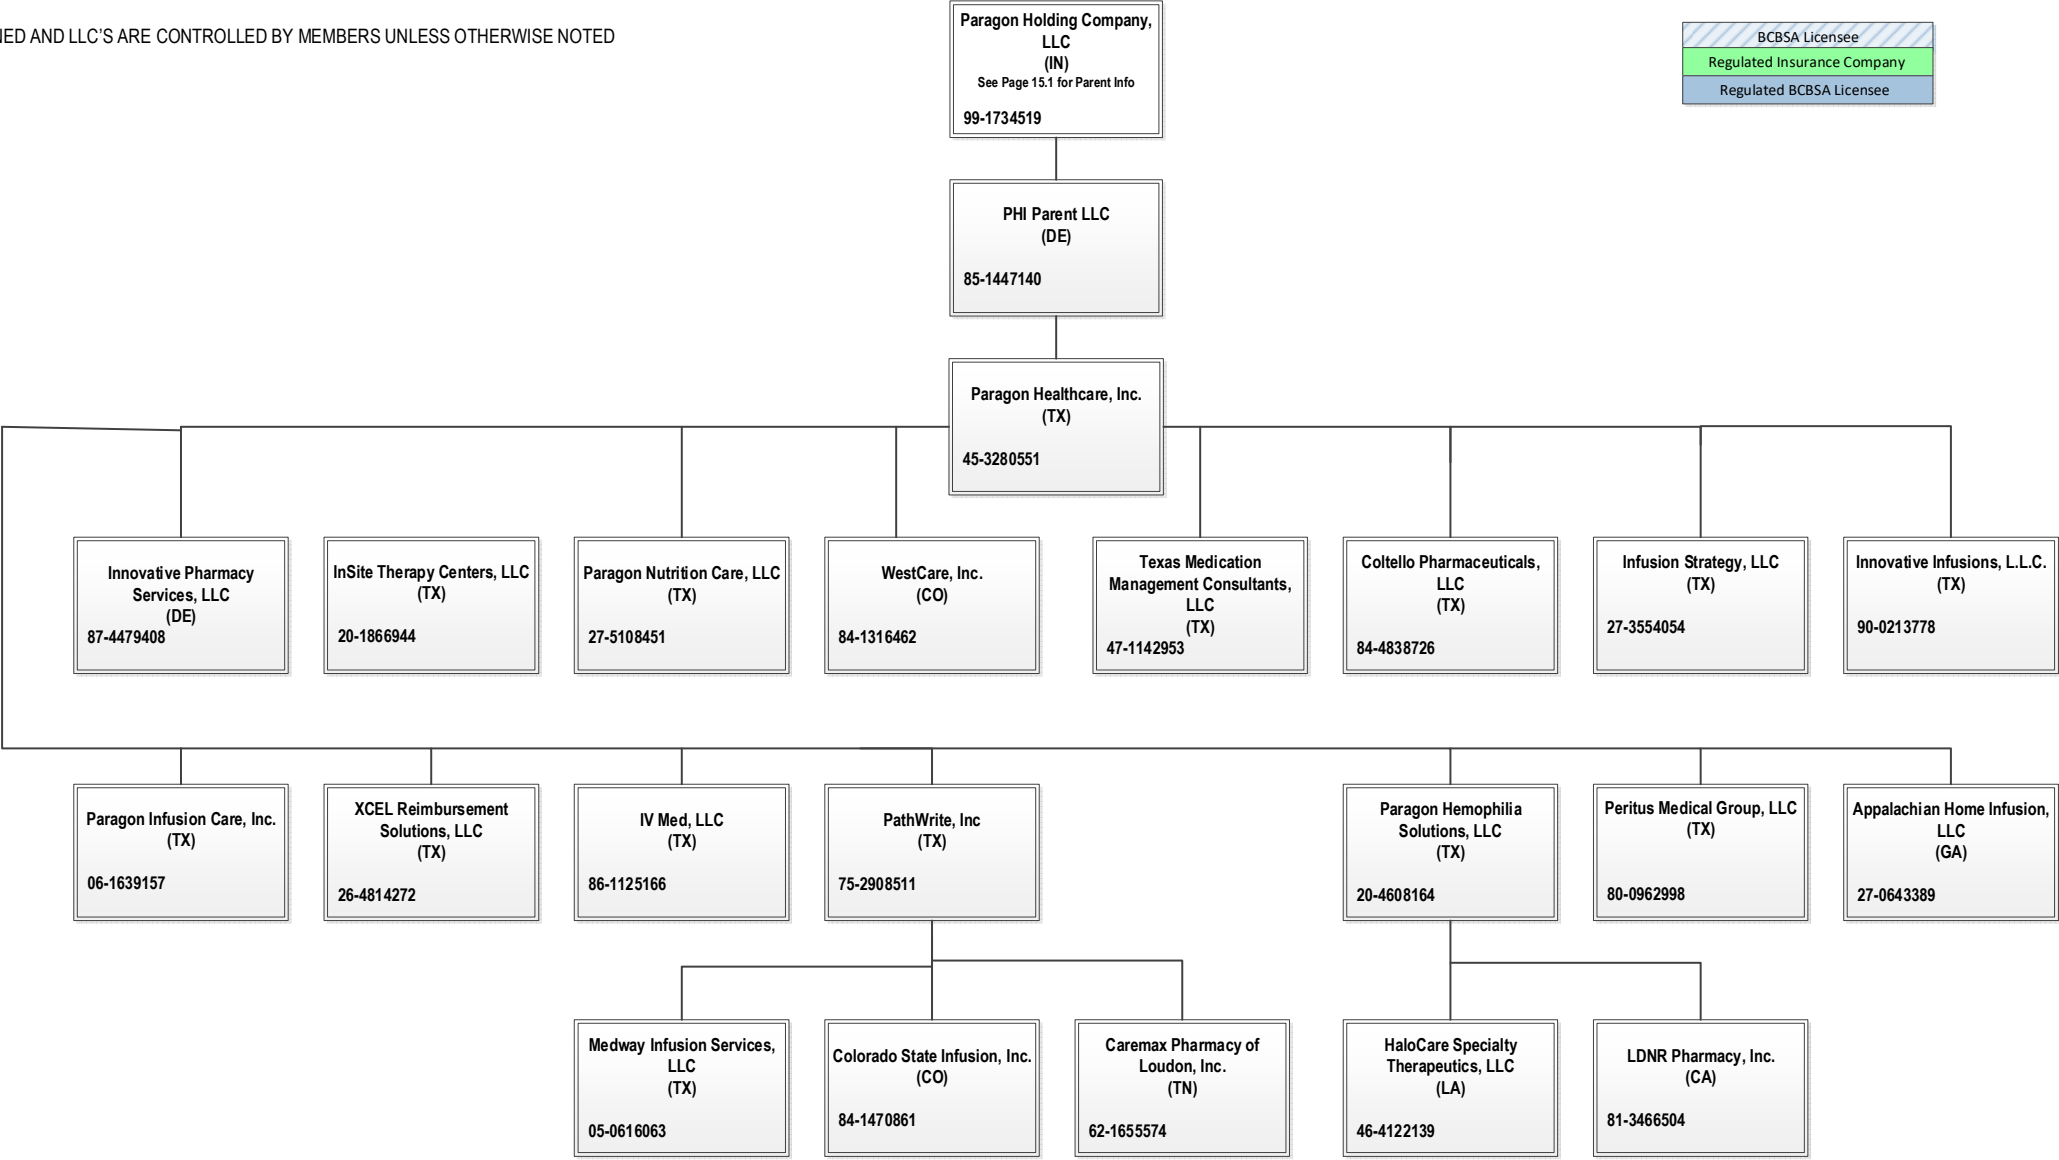 AND LLC'S ARE CONTROLLED BY MEMBERS UNLESS OTHERWISE NOTED
BCBSA Licensee
Regulated Insurance Company
Regulated BCBSA Licensee
Paragon Holding Company,
LLC
(IN)
See Page 15.1 for Parent Info
99-1734519
PHI Parent LLC
(DE)
85-1447140
Paragon Healthcare, Inc.
(TX)
45-3280551
Innovative Pharmacy
Services, LLC
(DE)
87-4479408
InSite Therapy Centers, LLC
(TX)
20-1866944
Paragon Nutrition Care, LLC
(TX)
27-5108451
WestCare, Inc.
(CO)
84-1316462
Texas Medication
Management Consultants,
LLC
(TX)
47-1142953
Coltello Pharmaceuticals,
LLC
(TX)
84-4838726
Infusion Strategy, LLC
(TX)
27-3554054
Innovative Infusions, L.L.C.
(TX)
90-0213778
Paragon Infusion Care, Inc.
(TX)
06-1639157
XCEL Reimbursement
Solutions, LLC
(TX)
26-4814272
IV Med, LLC
(TX)
86-1125166
PathWrite, Inc
(TX)
75-2908511
Paragon Hemophilia
Solutions, LLC
(TX)
20-4608164
Peritus Medical Group, LLC
(TX)
80-0962998
Appalachian Home Infusion,
LLC
(GA)
27-0643389
Medway Infusion Services,
LLC
(TX)
05-0616063
Colorado State Infusion, Inc.
(CO)
84-1470861
Caremax Pharmacy of
Loudon, Inc.
(TN)
62-1655574
HaloCare Specialty
Therapeutics, LLC
(LA)
46-4122139
LDNR Pharmacy, Inc.
(CA)
81-3466504